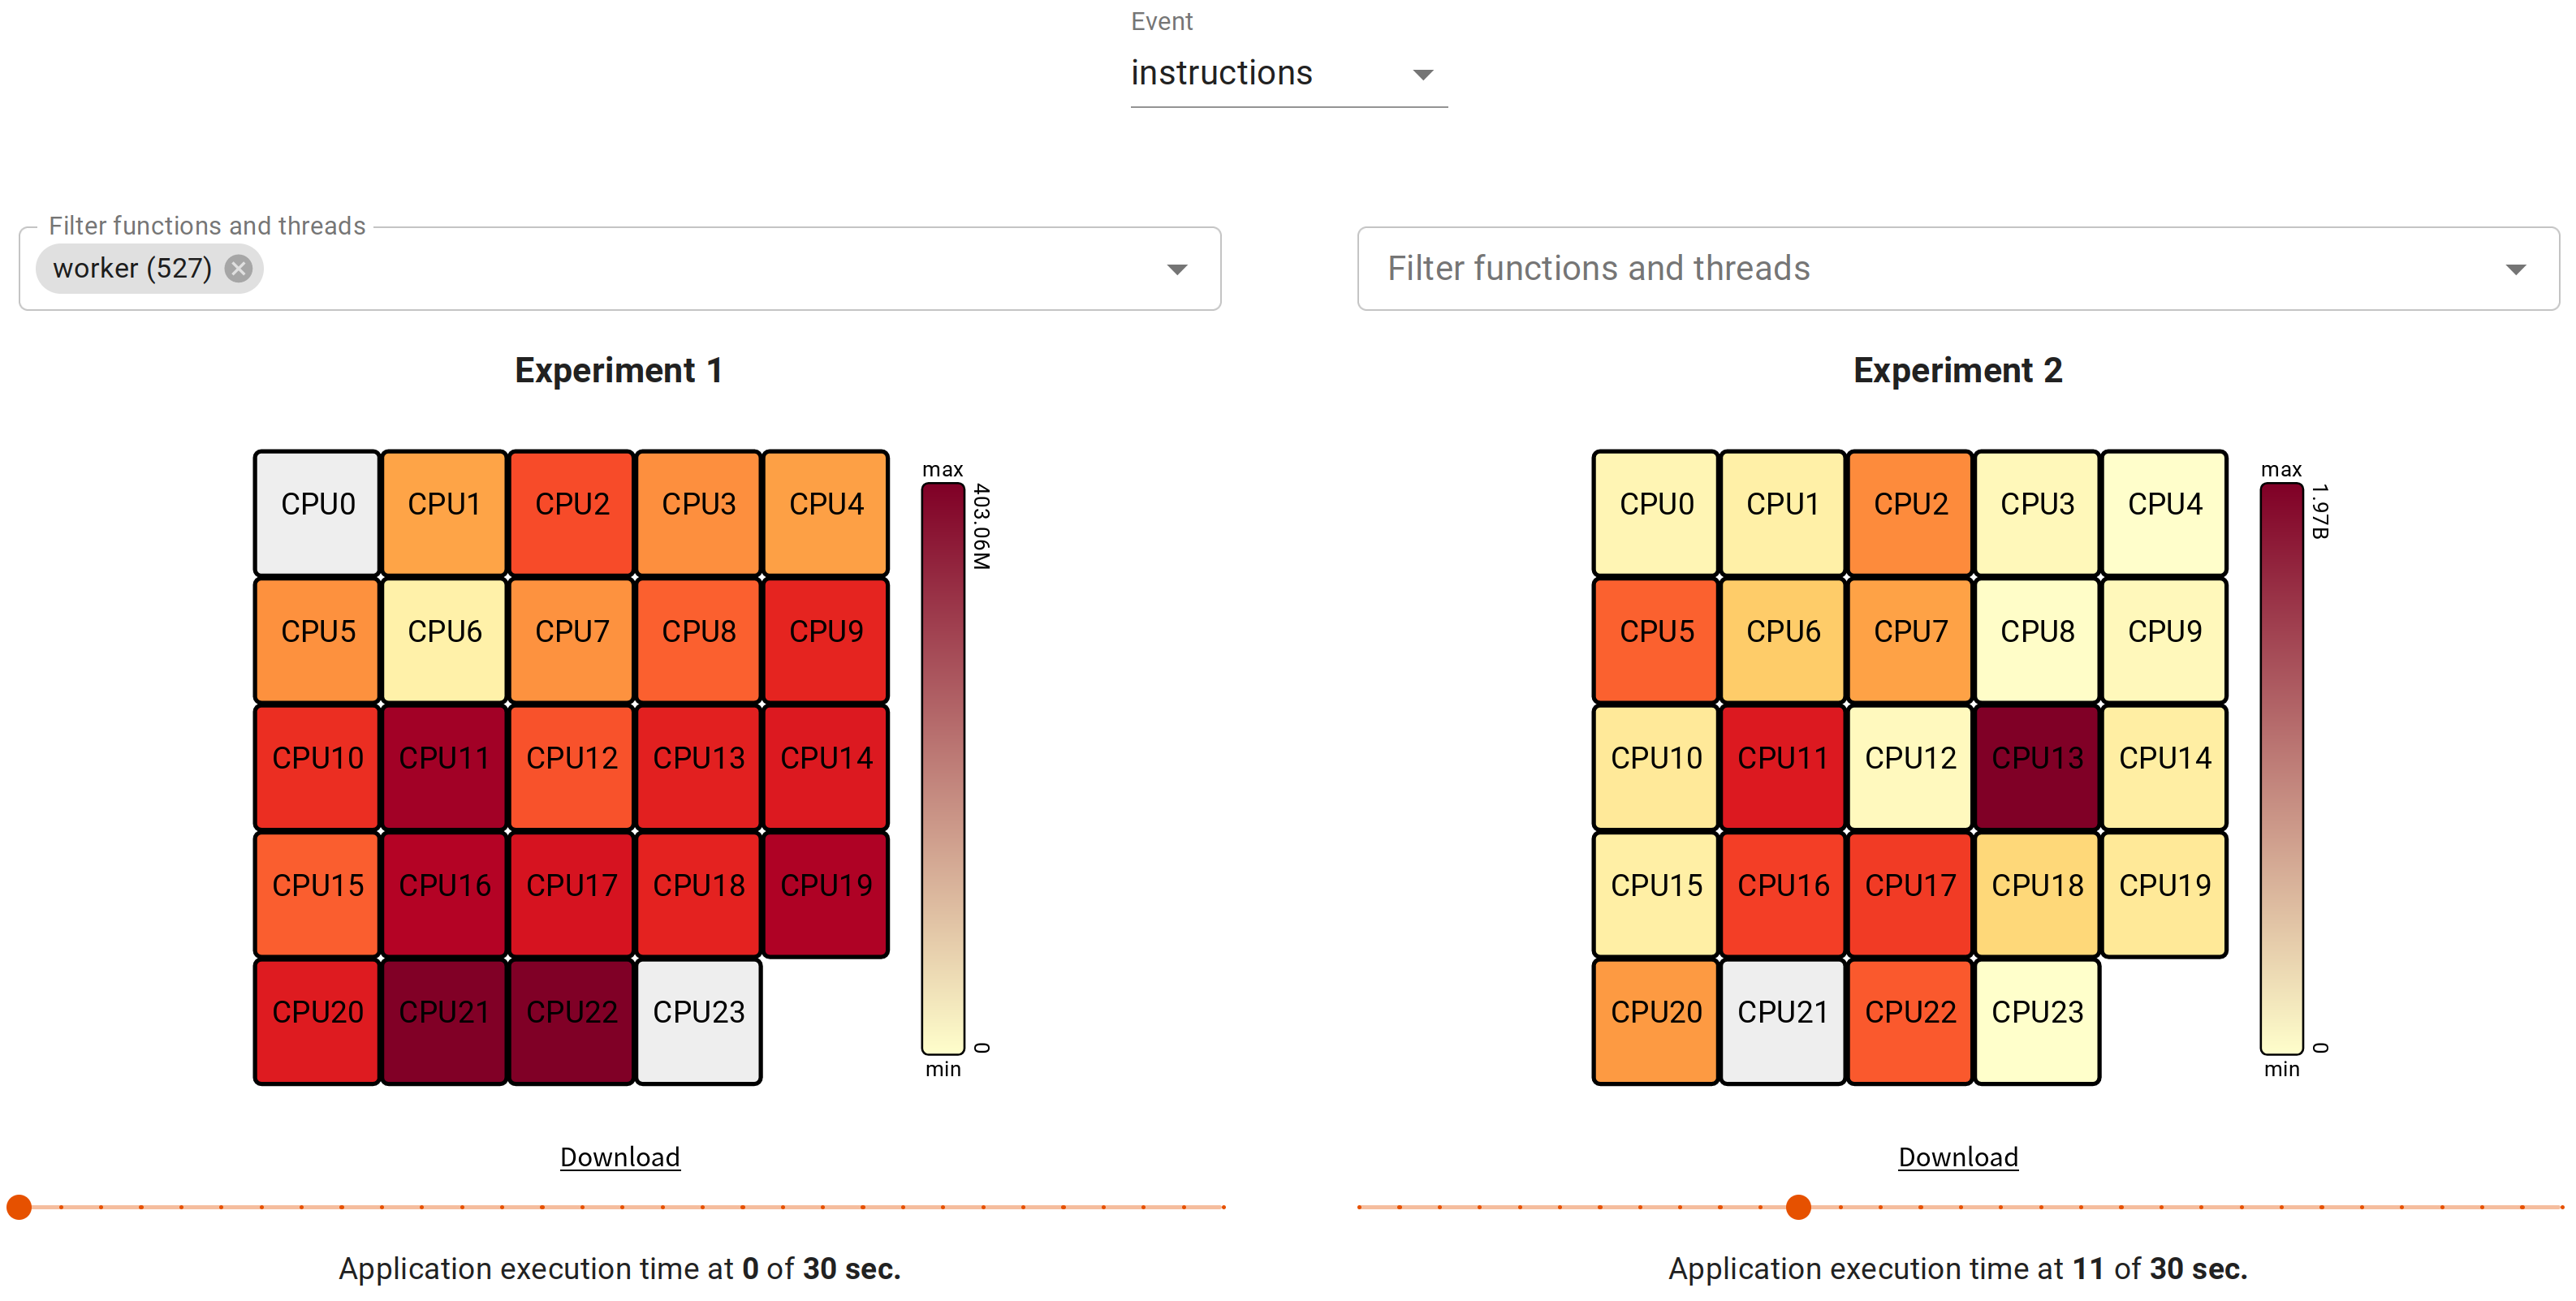 Event
instructions
Filter functions and threads
worker (527)
Filter functions and threads
Experiment 1
CPU0 CPU1 CPU2 CPU3 CPU4
CPU5 CPU6 CPU7 CPU8 CPU9
CPU10 CPU11 CPU12 CPU13 CPU14
CPU15 CPU16 CPU17 CPU18 CPU19
CPU20 CPU21 CPU22 CPU23
max
403.06M
0
min
Download
Application execution time at 0 of 30 sec.
Experiment 2
CPU0 CPU1 CPU2 CPU3 CPU4
CPU5 CPU6 CPU7 CPU8 CPU9
CPU10 CPU11 CPU12 CPU13 CPU14
CPU15 CPU16 CPU17 CPU18 CPU19
CPU20 CPU21 CPU22 CPU23
max
1.97B
0
min
Download
Application execution time at 11 of 30 sec.